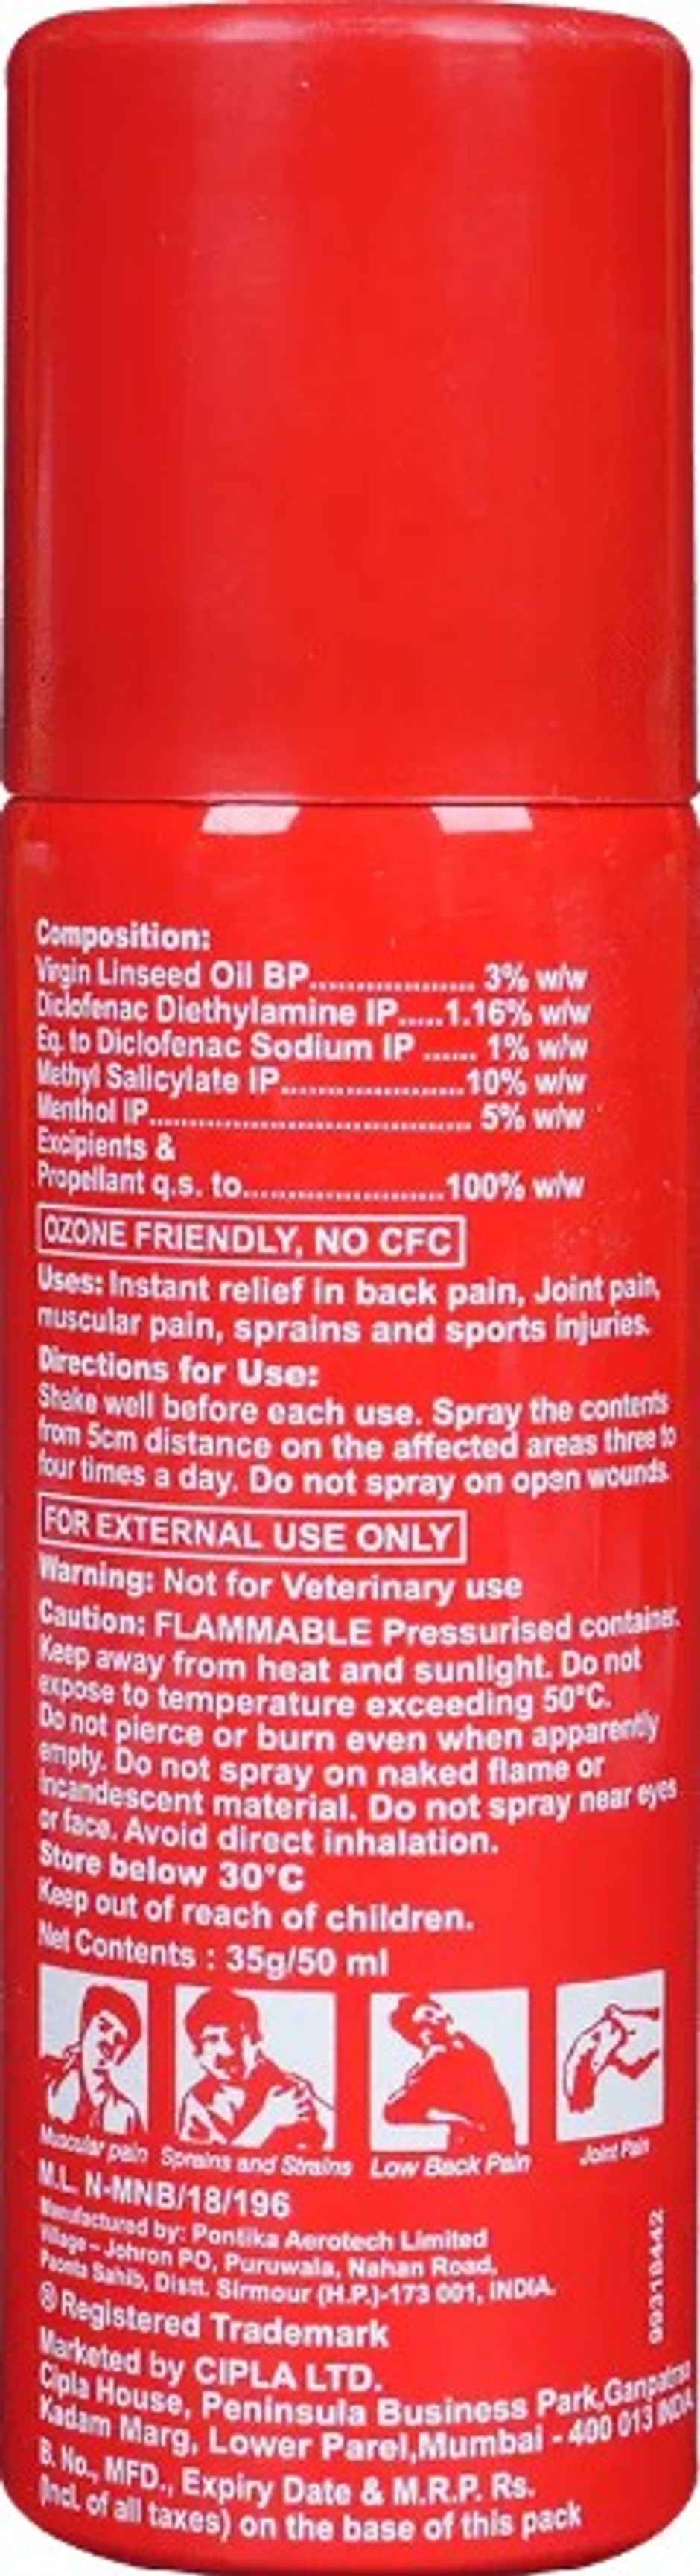 Composition:
Virgin Linseed Oil BP.................. 3% w/w
Diclofenac Diethylamine IP.....1.16% w/w
Eq. to Diclofenac Sodium IP ...... 1% w/w
Methyl Salicylate IP.....................10% w/w
Menthol IP..................................... 5% w/w
Excipients &
Propellant q.s. to.......................100% w/w
OZONE FRIENDLY, NO CFC
Uses: Instant relief in back pain, Joint pain,
muscular pain, sprains and sports injuries.
Directions for Use:
Shake well before each use. Spray the contents
from 5cm distance on the affected areas three to
four times a day. Do not spray on open wounds.
FOR EXTERNAL USE ONLY
Warning: Not for Veterinary use
Caution: FLAMMABLE Pressurised container.
Keep away from heat and sunlight. Do not
expose to temperature exceeding 50°C.
Do not pierce or burn even when apparently
empty. Do not spray on naked flame or
incandescent material. Do not spray near eyes
or face. Avoid direct inhalation.
Store below 30°C
Keep out of reach of children.
Net Contents : 35g/50 ml
Muscular pain Sprains and Strains Low Back Pain Joint Pain
M.L. N-MNB/18/196
Manufactured by: Pontika Aerotech Limited
Village - Johron PO, Puruwala, Nahan Road,
Paonta Sahib, Distt. Sirmour (H.P.)-173 001, INDIA.
® Registered Trademark
Marketed by CIPLA LTD.
Cipla House, Peninsula Business Park, Ganpatrao
Kadam Marg, Lower Parel, Mumbai - 400 013 INDIA
B. No., MFD., Expiry Date & M.R.P. Rs.
(Incl. of all taxes) on the base of this pack